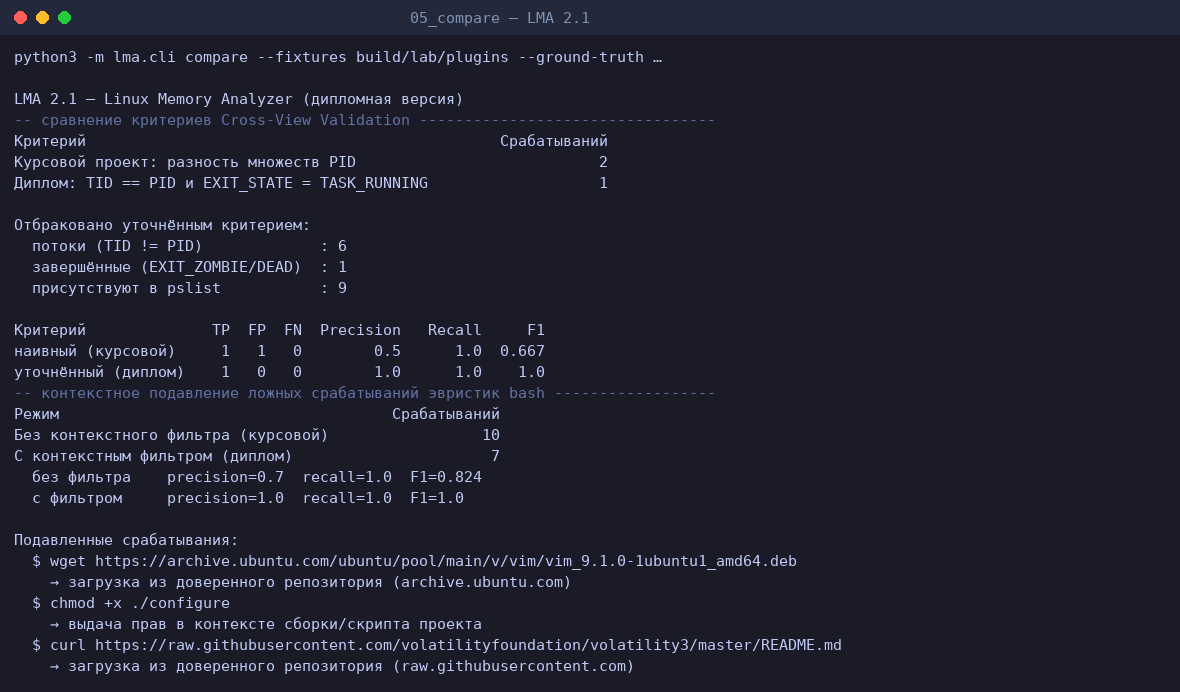 05_compare — LMA 2.1
python3 -m lma.cli compare --fixtures build/lab/plugins --ground-truth …
LMA 2.1 — Linux Memory Analyzer (дипломная версия)
-- сравнение критериев Cross-View Validation ---------------------------------
Критерий Срабатываний
Курсовой проект: разность множеств PID 2
Диплом: TID == PID и EXIT_STATE = TASK_RUNNING 1
Отбраковано уточнённым критерием:
потоки (TID != PID) : 6
завершённые (EXIT_ZOMBIE/DEAD) : 1
присутствуют в pslist : 9
Критерий TP FP FN Precision Recall F1
наивный (курсовой) 1 1 0 0.5 1.0 0.667
уточнённый (диплом) 1 0 0 1.0 1.0 1.0
-- контекстное подавление ложных срабатываний эвристик bash ------------------
Режим Срабатываний
Без контекстного фильтра (курсовой) 10
С контекстным фильтром (диплом) 7
без фильтра precision=0.7 recall=1.0 F1=0.824
с фильтром precision=1.0 recall=1.0 F1=1.0
Подавленные срабатывания:
$ wget https://archive.ubuntu.com/ubuntu/pool/main/v/vim/vim_9.1.0-1ubuntu1_amd64.deb
→ загрузка из доверенного репозитория (archive.ubuntu.com)
$ chmod +x ./configure
→ выдача прав в контексте сборки/скрипта проекта
$ curl https://raw.githubusercontent.com/volatilityfoundation/volatility3/master/README.md
→ загрузка из доверенного репозитория (raw.githubusercontent.com)